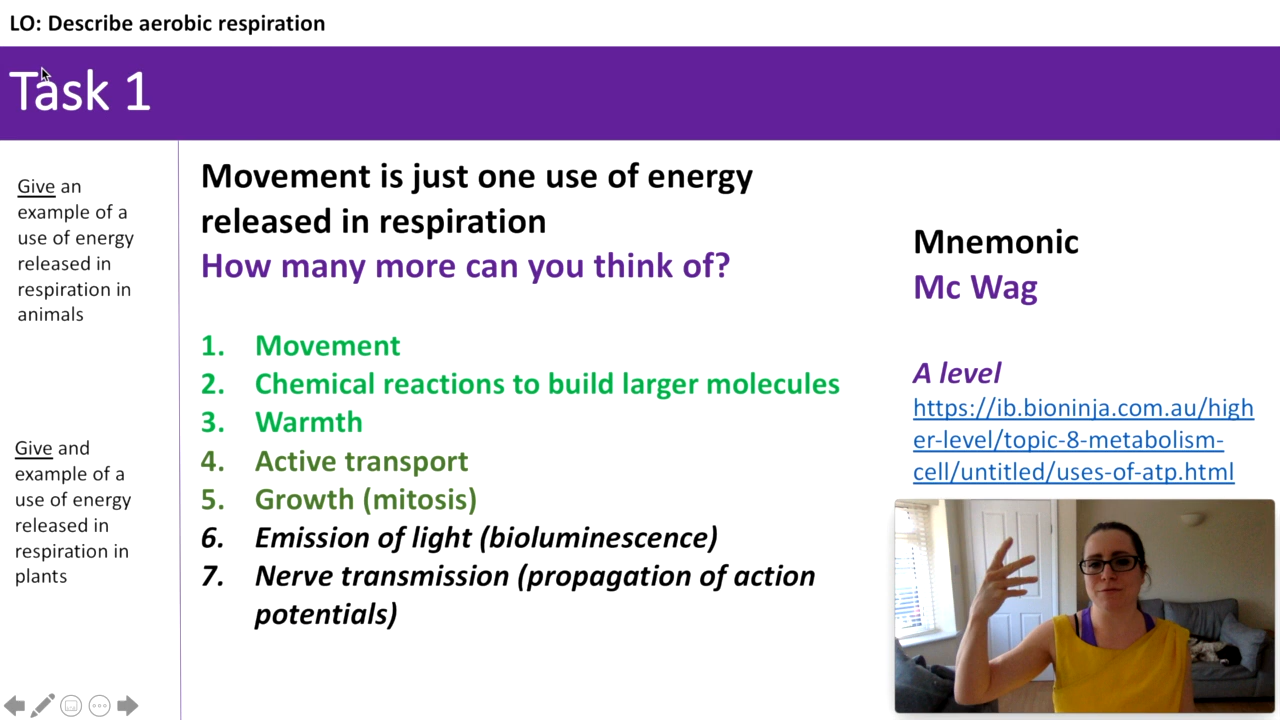 LO: Describe aerobic respiration
Task 1
Give an
example of a
use of energy
released in
respiration in
animals
Give and
example of a
use of energy
released in
respiration in
plants
Movement is just one use of energy
released in respiration
How many more can you think of?
1. Movement
2. Chemical reactions to build larger molecules
3. Warmth
4. Active transport
5. Growth (mitosis)
6. Emission of light (bioluminescence)
7. Nerve transmission (propagation of action
potentials)
Mnemonic
Mc Wag
A level
https://ib.bioninja.com.au/high
er-level/topic-8-metabolism-
cell/untitled/uses-of-atp.html